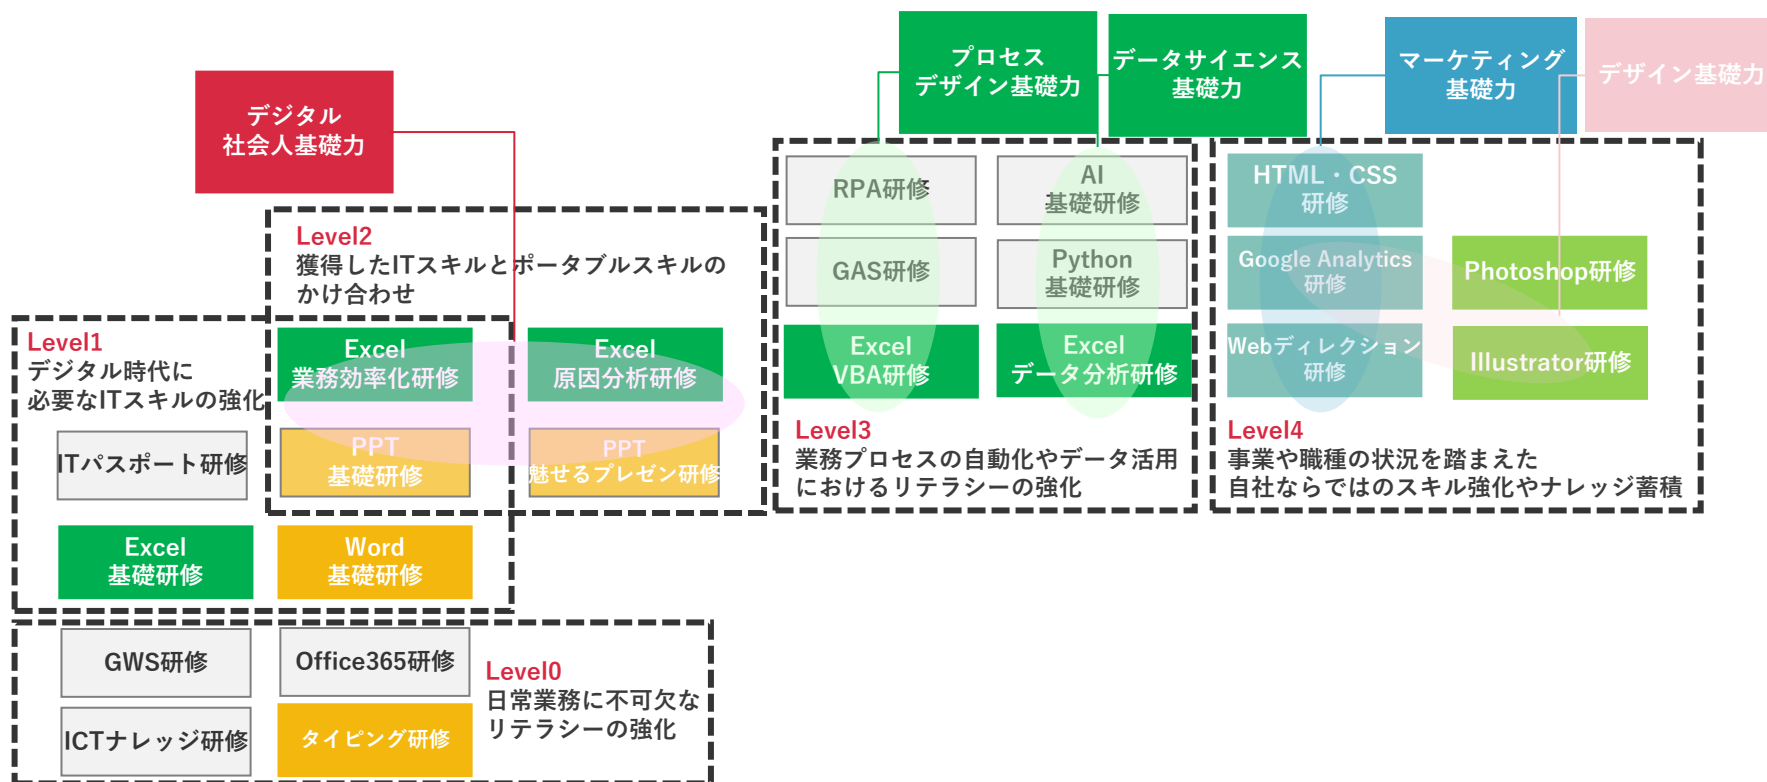 デジタル
社会人基礎力
プロセス
デザイン基礎力
データサイエンス
基礎力
マーケティング
基礎力
デザイン基礎力
Level2
獲得したITスキルとポータブルスキルの
かけ合わせ
Level1
デジタル時代に
必要なITスキルの強化
Excel
業務効率化研修
Excel
原因分析研修
ITパスポート研修
PPT
基礎研修
PPT
魅せるプレゼン研修
Excel
基礎研修
Word
基礎研修
GWS研修
Office365研修
ICTナレッジ研修
タイピング研修
Level0
日常業務に不可欠な
リテラシーの強化
RPA研修
AI
基礎研修
GAS研修
Python
基礎研修
Excel
VBA研修
Excel
データ分析研修
Level3
業務プロセスの自動化やデータ活用
におけるリテラシーの強化
HTML・CSS
研修
Google Analytics
研修
Photoshop研修
Webディレクション
研修
Illustrator研修
Level4
事業や職種の状況を踏まえた
自社ならではのスキル強化やナレッジ蓄積